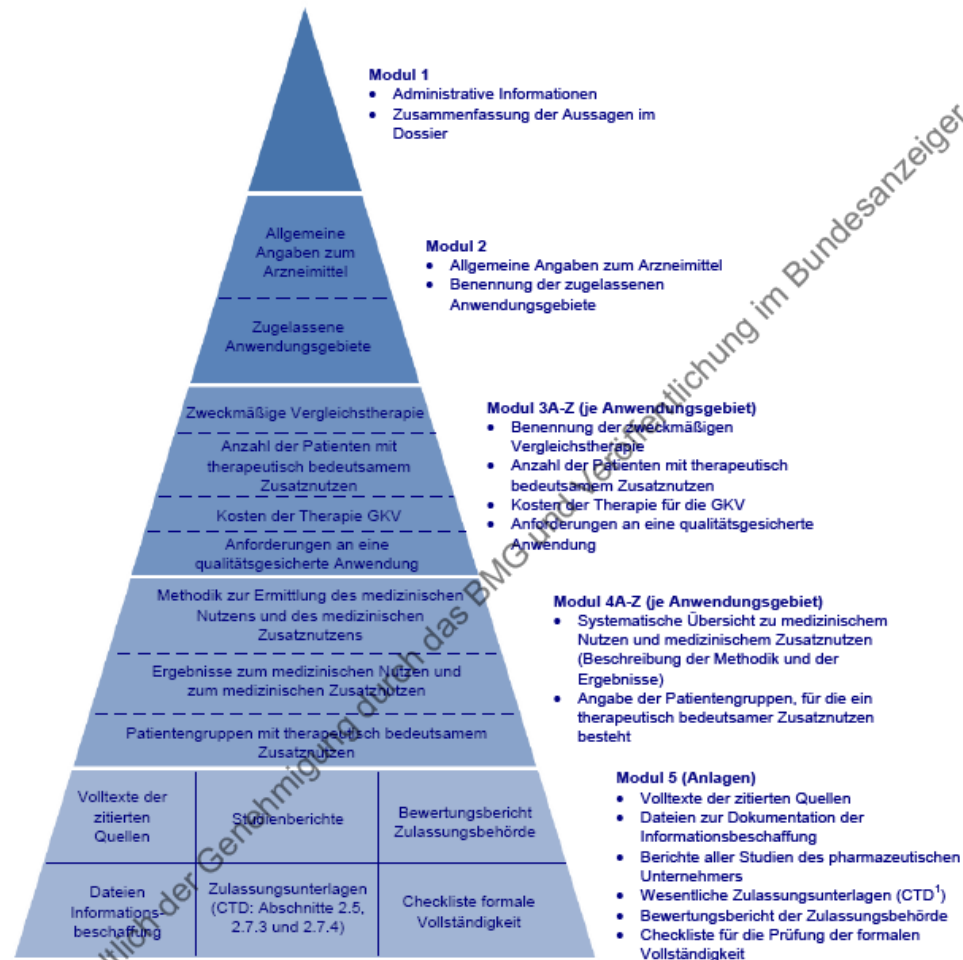 Modul 1
• Administrative Informationen
• Zusammenfassung der Aussagen im
Dossier
Allgemeine
Angaben zum
Arzneimittel
Zugelassene
Anwendungsgebiete
Modul 2
• Allgemeine Angaben zum Arzneimittel
• Benennung der zugelassenen
Anwendungsgebiete
Zweckmäßige Vergleichstherapie
Anzahl der Patienten mit
therapeutisch bedeutsamem
Zusatznutzen
Kosten der Therapie GKV
Anforderungen an eine
qualitätsgesicherte Anwendung
Modul 3A-Z (je Anwendungsgebiet)
• Benennung der zweckmäßigen
Vergleichstherapie
• Anzahl der Patienten mit therapeutisch
bedeutsamem Zusatznutzen
• Kosten der Therapie für die GKV
• Anforderungen an eine qualitätsgesicherte
Anwendung
Methodik zur Ermittlung des medizinischen
Nutzens und des medizinischen
Zusatznutzens
Ergebnisse zum medizinischen Nutzen und
zum medizinischen Zusatznutzen
Patientengruppen mit therapeutisch bedeutsamem
Zusatznutzen
Modul 4A-Z (je Anwendungsgebiet)
• Systematische Übersicht zu medizinischem
Nutzen und medizinischem Zusatznutzen
(Beschreibung der Methodik und der
Ergebnisse)
• Angabe der Patientengruppen, für die ein
therapeutisch bedeutsamer Zusatznutzen
besteht
Volltexte der
zitierten
Quellen
Studienberichte
Bewertungsbericht
Zulassungsbehörde
Dateien
Informations-
beschaffung
Zulassungsunterlagen
(CTD: Abschnitte 2.5,
2.7.3 und 2.7.4)
Checkliste formale
Vollständigkeit
Modul 5 (Anlagen)
• Volltexte der zitierten Quellen
• Dateien zur Dokumentation der
Informationsbeschaffung
• Berichte aller Studien des pharmazeutischen
Unternehmers
• Wesentliche Zulassungsunterlagen (CTD¹)
• Bewertungsbericht der Zulassungsbehörde
• Checkliste für die Prüfung der formalen
Vollständigkeit
der Genehmigung durch das BMG und Veröffentlichung im Bundesanzeiger